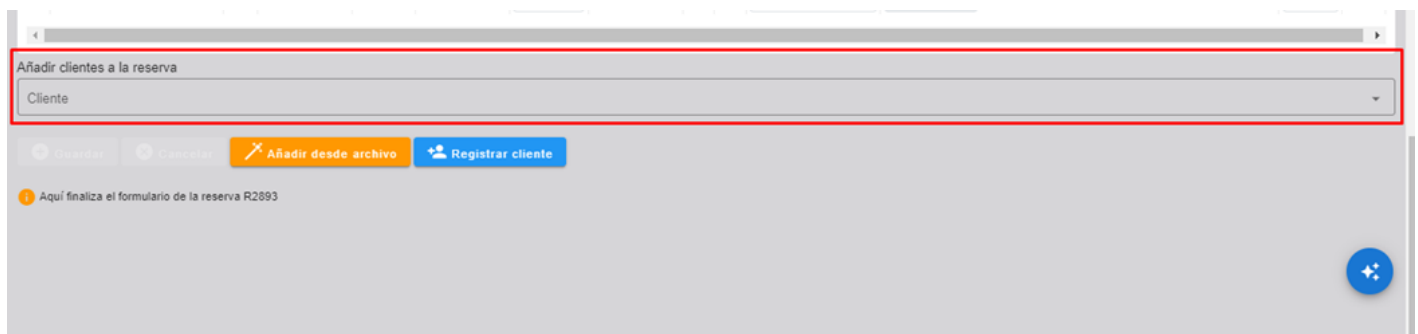 Añadir clientes a la reserva
Cliente
Guardar Cancelar Añadir desde archivo Registrar cliente
Aquí finaliza el formulario de la reserva R2893